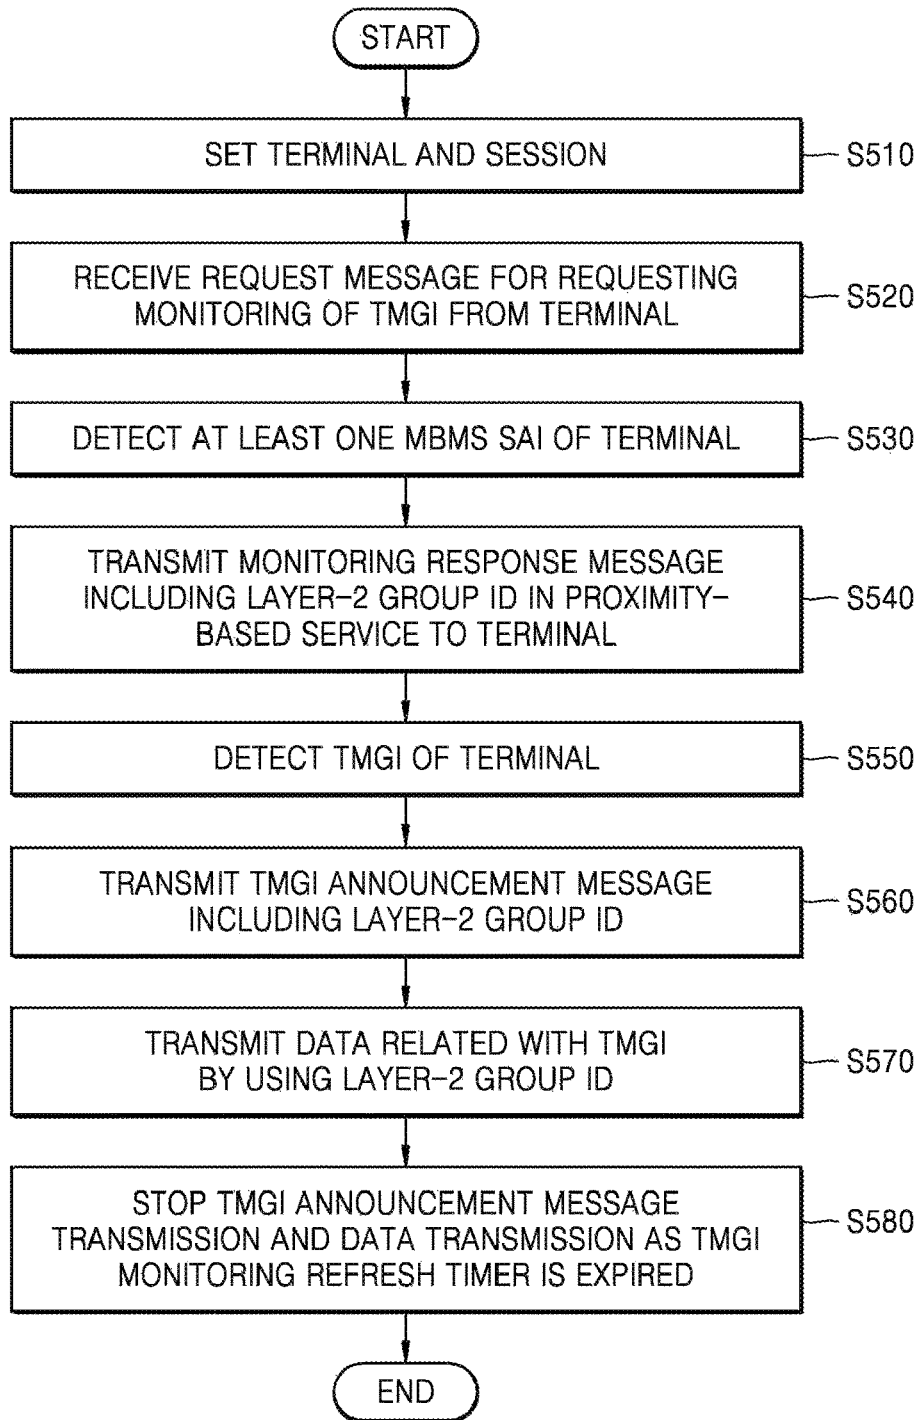 START
SET TERMINAL AND SESSION
S510
RECEIVE REQUEST MESSAGE FOR REQUESTING
MONITORING OF TMGI FROM TERMINAL
S520
DETECT AT LEAST ONE MBMS SAI OF TERMINAL
S530
TRANSMIT MONITORING RESPONSE MESSAGE
INCLUDING LAYER-2 GROUP ID IN PROXIMITY-
BASED SERVICE TO TERMINAL
S540
DETECT TMGI OF TERMINAL
S550
TRANSMIT TMGI ANNOUNCEMENT MESSAGE
INCLUDING LAYER-2 GROUP ID
S560
TRANSMIT DATA RELATED WITH TMGI
BY USING LAYER-2 GROUP ID
S570
STOP TMGI ANNOUNCEMENT MESSAGE
TRANSMISSION AND DATA TRANSMISSION AS TMGI
MONITORING REFRESH TIMER IS EXPIRED
S580
END